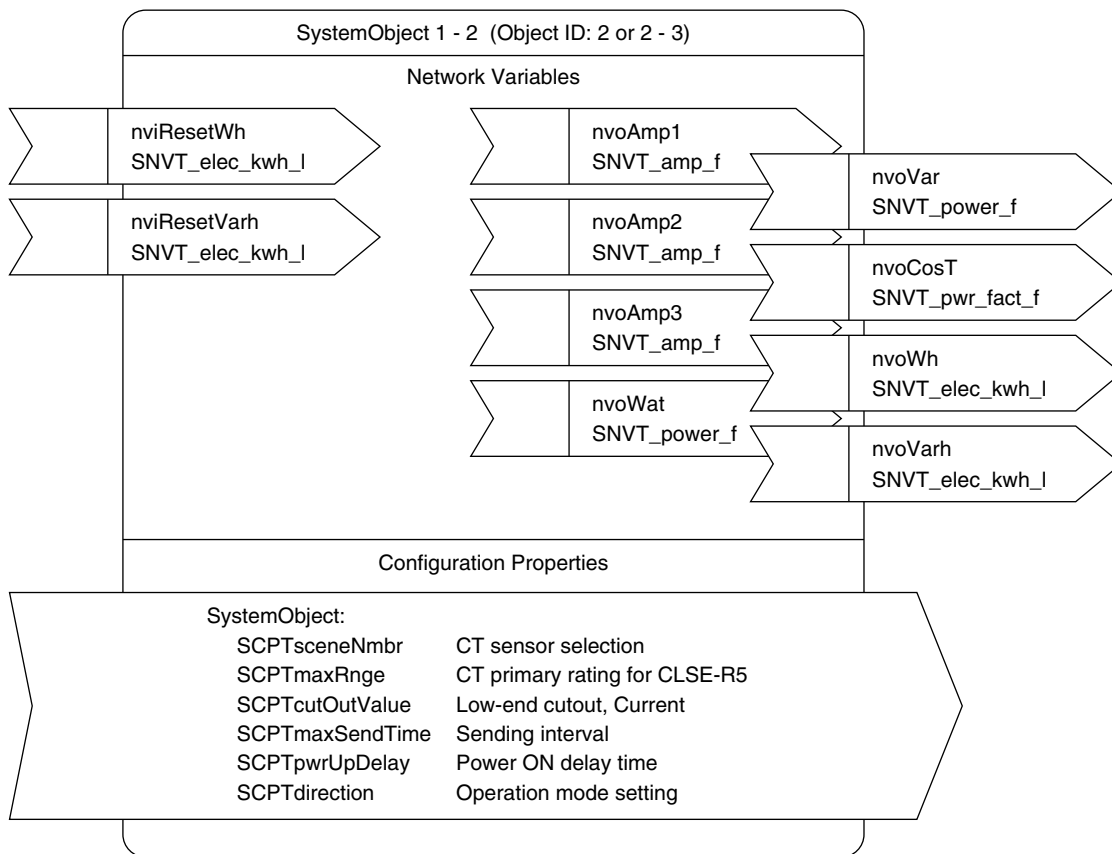 SystemObject 1 - 2 (Object ID: 2 or 2 - 3)
Network Variables
nviResetWh
SNVT_elec_kwh_l
nviResetVarh
SNVT_elec_kwh_l
nvoAmp1
SNVT_amp_f
nvoAmp2
SNVT_amp_f
nvoAmp3
SNVT_amp_f
nvoWat
SNVT_power_f
nvoVar
SNVT_power_f
nvoCosT
SNVT_pwr_fact_f
nvoWh
SNVT_elec_kwh_l
nvoVarh
SNVT_elec_kwh_l
Configuration Properties
SystemObject:
SCPTsceneNmbr CT sensor selection
SCPTmaxRnge CT primary rating for CLSE-R5
SCPTcutOutValue Low-end cutout, Current
SCPTmaxSendTime Sending interval
SCPTpwrUpDelay Power ON delay time
SCPTdirection Operation mode setting